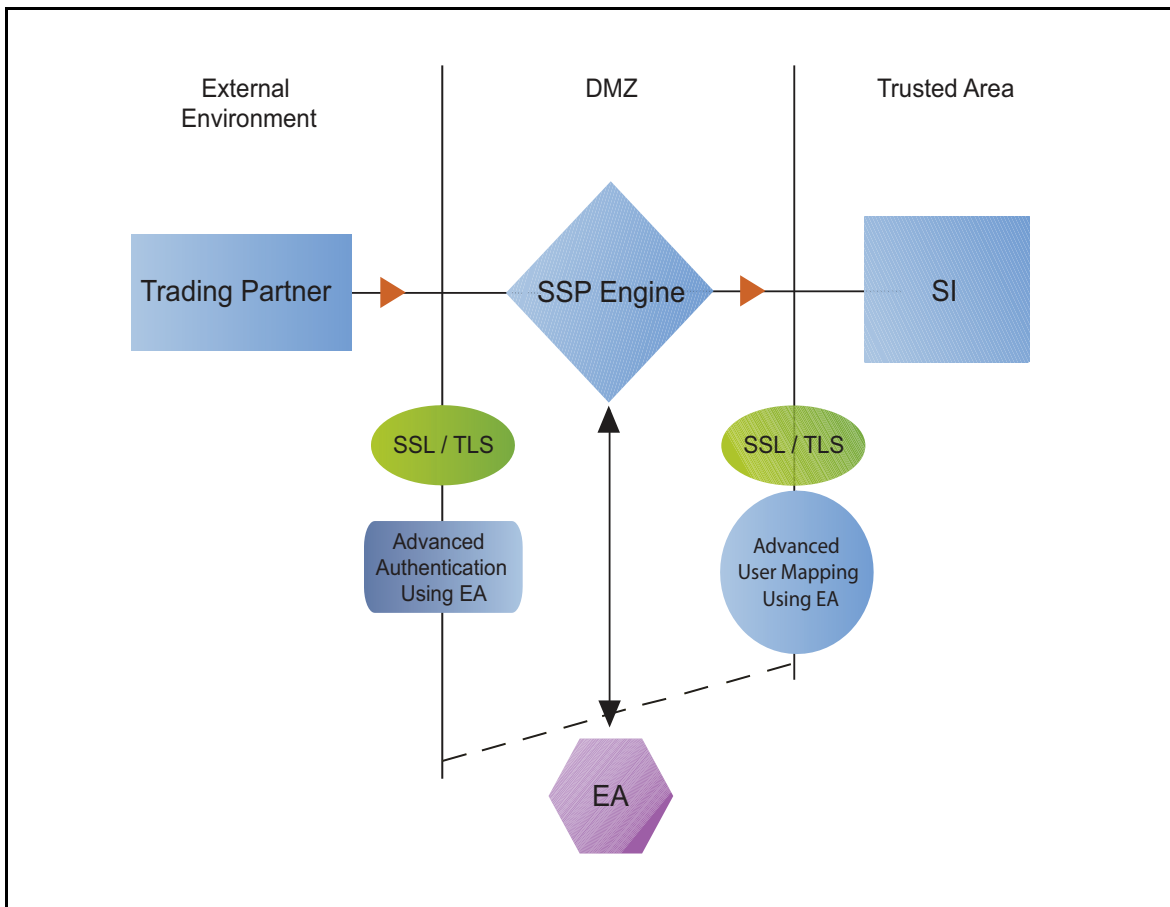 External
Environment
DMZ
Trusted Area
Trading Partner
SSP Engine
SI
SSL / TLS
SSL / TLS
Advanced
Authentication
Using EA
Advanced
User Mapping
Using EA
EA